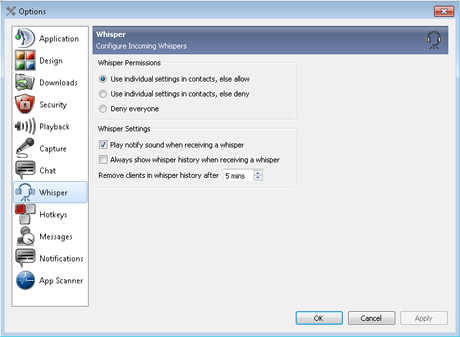 Options
Application
Design
Downloads
Security
Playback
Capture
Chat
Whisper
Hotkeys
Messages
Notifications
App Scanner
Whisper
Configure Incoming Whispers
Whisper Permissions
Use individual settings in contacts, else allow
Use individual settings in contacts, else deny
Deny everyone
Whisper Settings
Play notify sound when receiving a whisper
Always show whisper history when receiving a whisper
Remove clients in whisper history after 5 mins
OK Cancel Apply